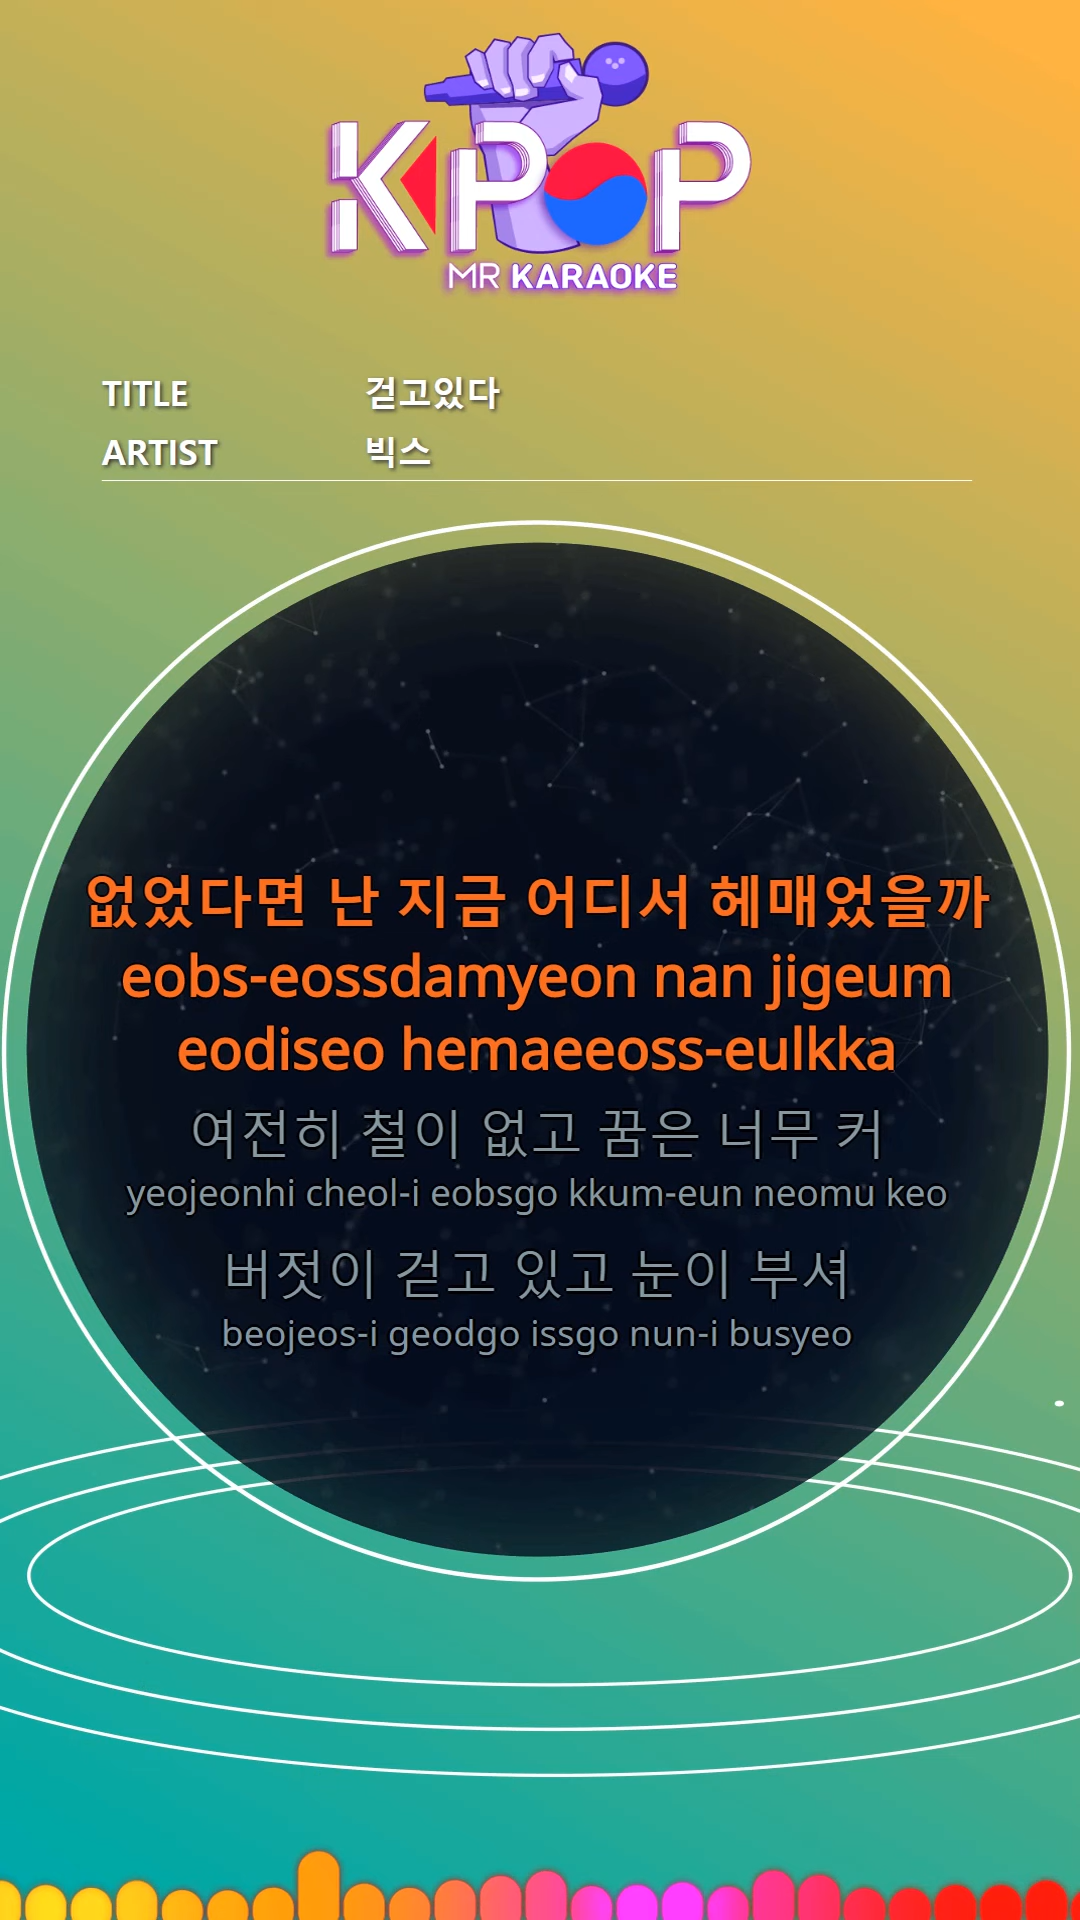 KPOP
MR KARAOKE
TITLE 걷고있다
ARTIST 빅스
없었다면 난 지금 어디서 헤매었을까
eobs-eossdamyeon nan jigeum
eodiseo hemaeeoss-eulkka
여전히 철이 없고 꿈은 너무 커
yeojeonhi cheol-i eobsgo kkum-eun neomu keo
버젓이 걷고 있고 눈이 부셔
beojeos-i geodgo issgo nun-i busyeo